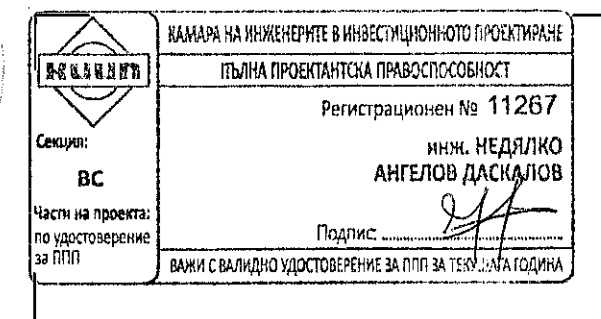 КАМАРА НА ИНЖЕНЕРИТЕ В ИНВЕСТИЦИОННОТО ПРОЕКТИРАНЕ
ПЪЛНА ПРОЕКТАНТСКА ПРАВОСПОСОБНОСТ
КИИП
Регистрационен № 11267
Секция:
ВС
инж. НЕДЯЛКО
АНГЕЛОВ ДАСКАЛОВ
Части на проекта:
по удостоверение
за ППП
Подпис:
ВАЖИ С ВАЛИДНО УДОСТОВЕРЕНИЕ ЗА ППП ЗА ТЕКУЩАТА ГОДИНА